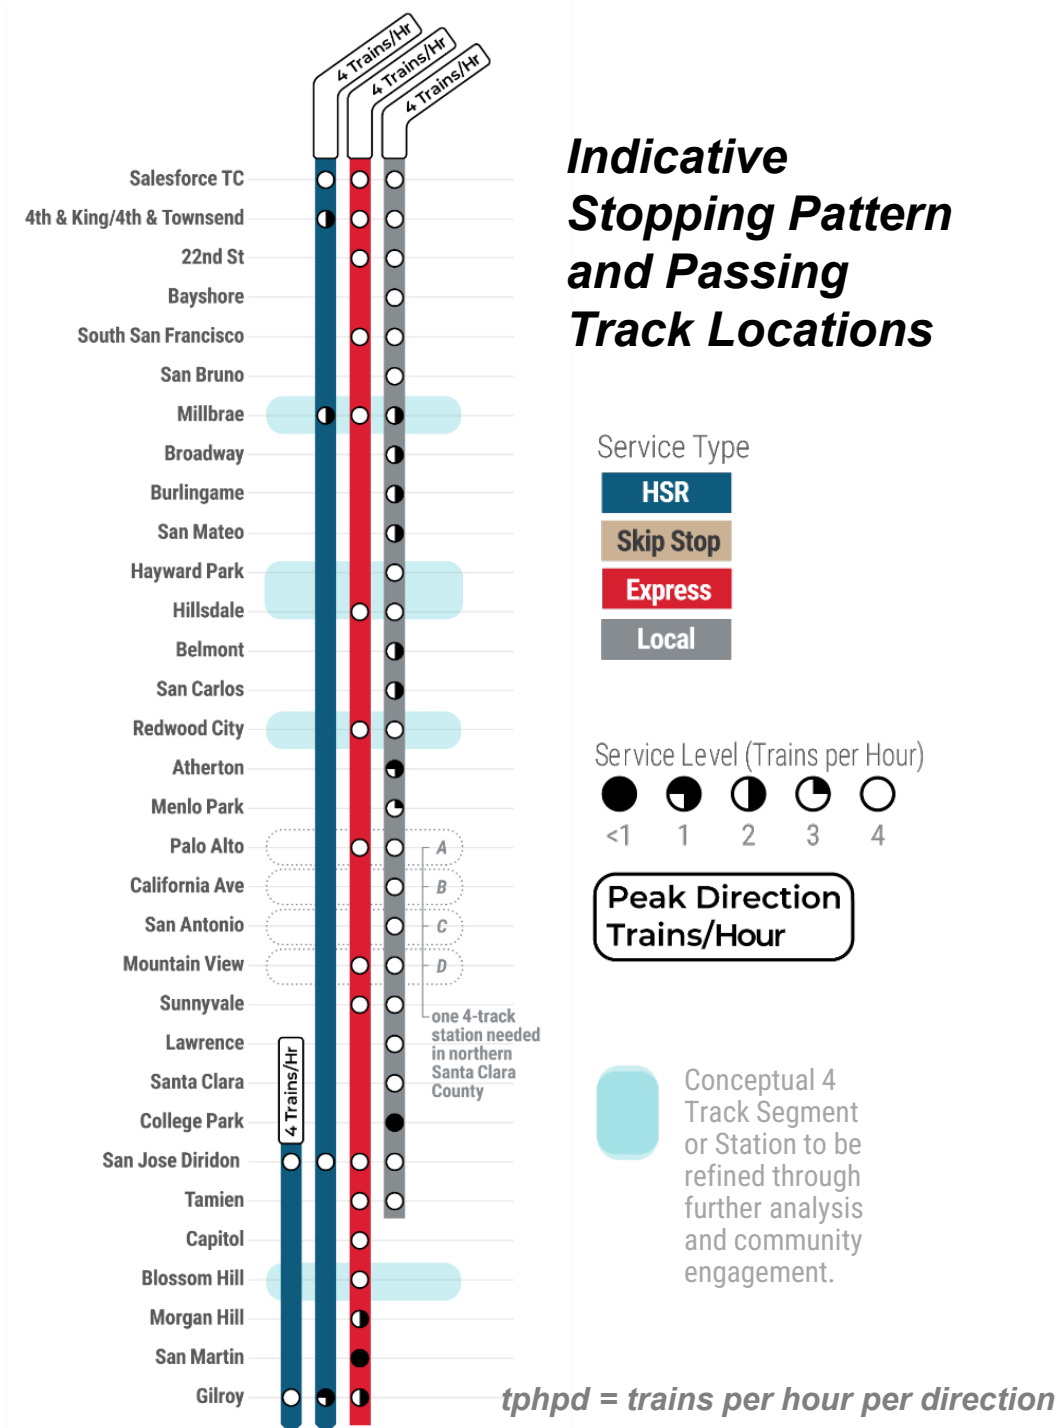 4 Trains/Hr
4 Trains/Hr
4 Trains/Hr
Indicative
Stopping Pattern
and Passing
Track Locations
Salesforce TC
4th & King/4th & Townsend
22nd St
Bayshore
South San Francisco
San Bruno
Millbrae
Broadway
Burlingame
San Mateo
Hayward Park
Hillsdale
Belmont
San Carlos
Redwood City
Atherton
Menlo Park
Palo Alto
A
California Ave
B
San Antonio
C
Mountain View
D
Sunnyvale
Lawrence
Santa Clara
College Park
San Jose Diridon
Tamien
Capitol
Blossom Hill
Morgan Hill
San Martin
Gilroy
4 Trains/Hr
one 4-track
station needed
in northern
Santa Clara
County
Service Type
HSR
Skip Stop
Express
Local
Service Level (Trains per Hour)
<1 1 2 3 4
Peak Direction
Trains/Hour
Conceptual 4
Track Segment
or Station to be
refined through
further analysis
and community
engagement.
tphpd = trains per hour per direction